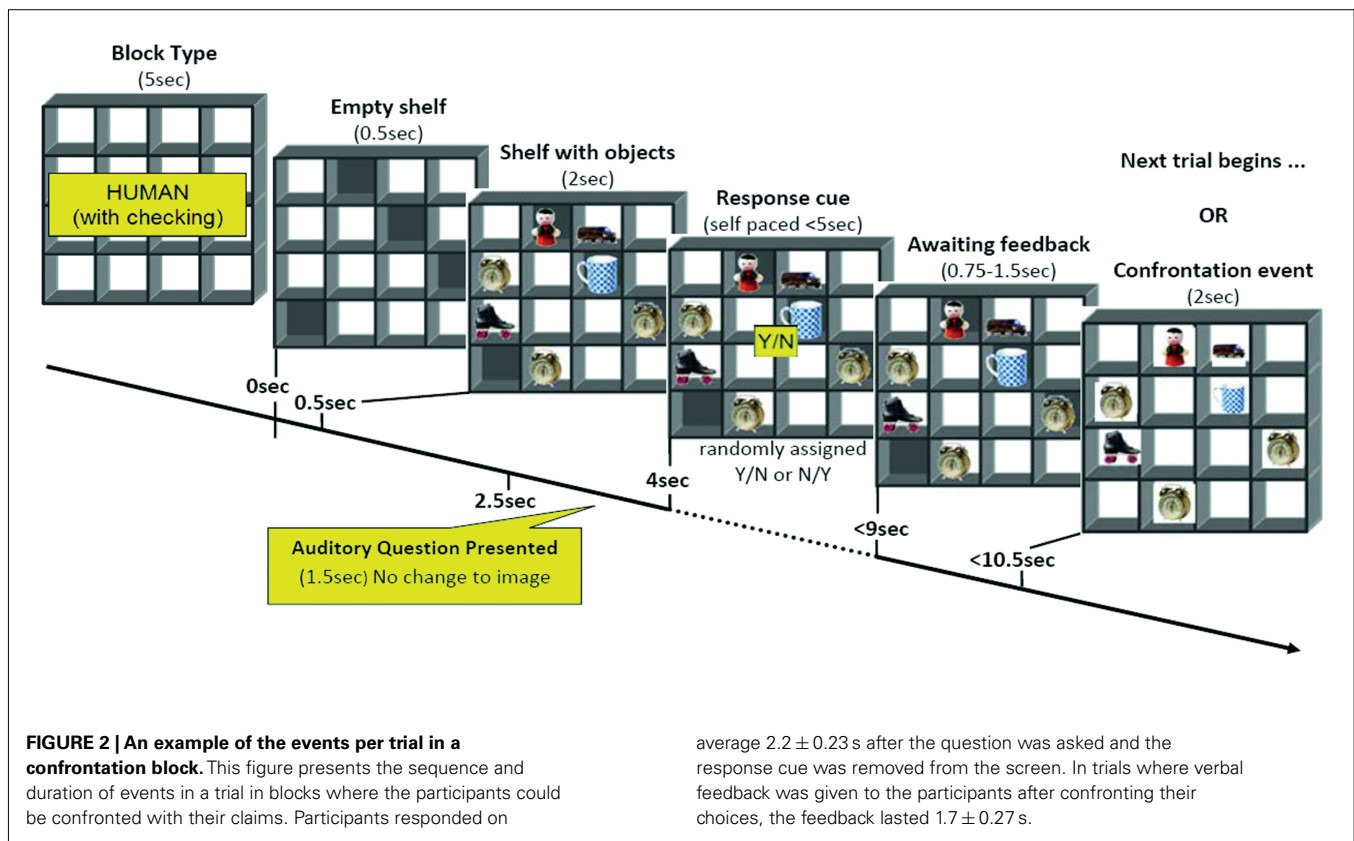 Block Type
(5sec)
HUMAN
(with checking)
Empty shelf
(0.5sec)
Shelf with objects
(2sec)
Response cue
(self paced <5sec)
Y/N
randomly assigned
Y/N or N/Y
Awaiting feedback
(0.75-1.5sec)
Next trial begins ...
OR
Confrontation event
(2sec)
0sec
0.5sec
2.5sec
4sec
<9sec
<10.5sec
Auditory Question Presented
(1.5sec) No change to image
FIGURE 2 | An example of the events per trial in a
confrontation block. This figure presents the sequence and
duration of events in a trial in blocks where the participants could
be confronted with their claims. Participants responded on
average 2.2 ± 0.23 s after the question was asked and the
response cue was removed from the screen. In trials where verbal
feedback was given to the participants after confronting their
choices, the feedback lasted 1.7 ± 0.27 s.